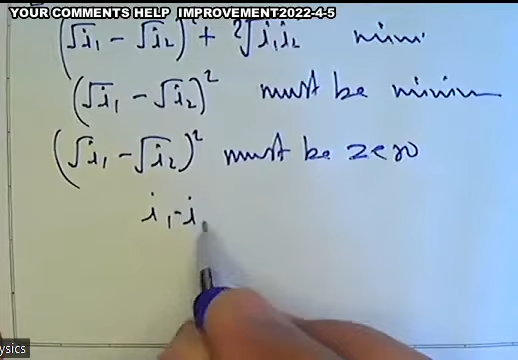 YOUR COMMENTS HELP IMPROVEMENT2022-4-5
(√i₁ - √i₂)² + 2√i₁i₂ mini
(√i₁ - √i₂)² must be minim
(√i₁ - √i₂)² must be zero
i₁ - i
ysics